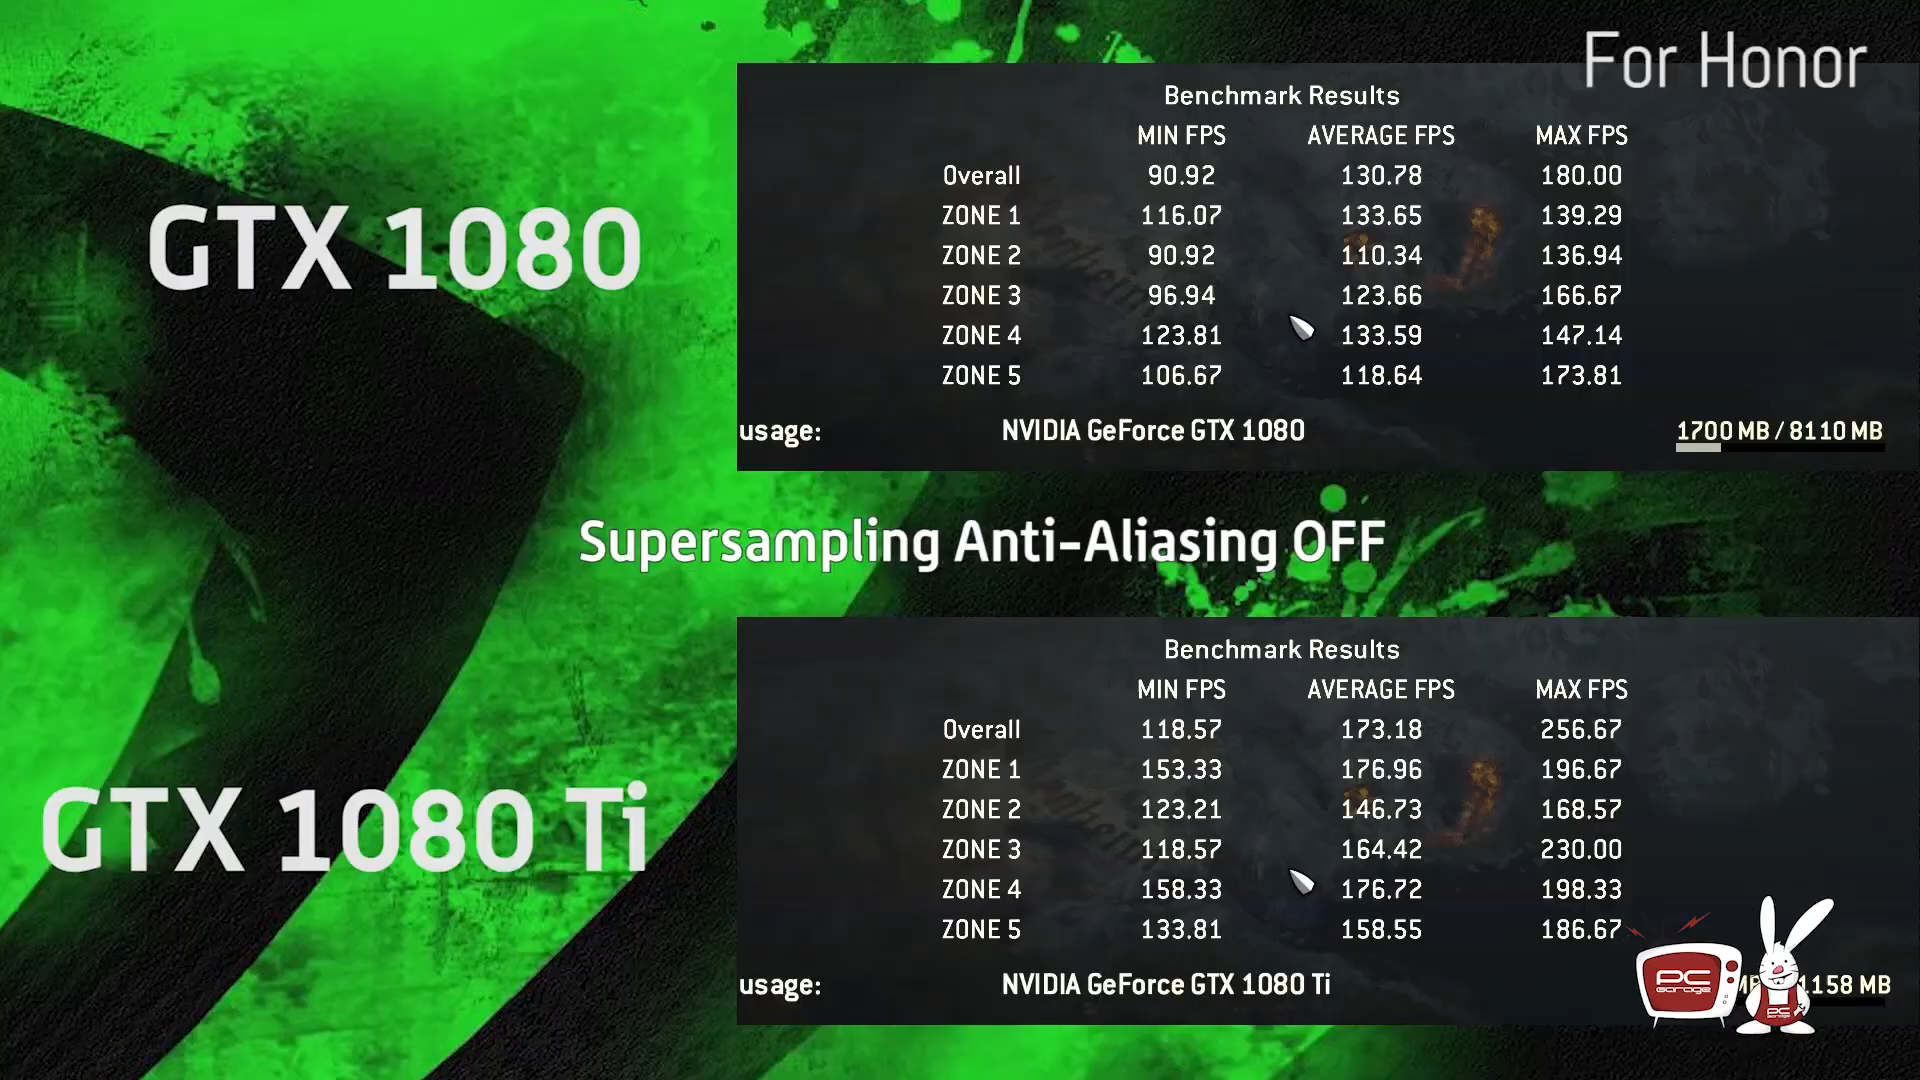 For Honor
GTX 1080
Benchmark Results
MIN FPS AVERAGE FPS MAX FPS
Overall 90.92 130.78 180.00
ZONE 1 116.07 133.65 139.29
ZONE 2 90.92 110.34 136.94
ZONE 3 96.94 123.66 166.67
ZONE 4 123.81 133.59 147.14
ZONE 5 106.67 118.64 173.81
usage: NVIDIA GeForce GTX 1080 1700 MB / 8110 MB
Supersampling Anti-Aliasing OFF
GTX 1080 Ti
Benchmark Results
MIN FPS AVERAGE FPS MAX FPS
Overall 118.57 173.18 256.67
ZONE 1 153.33 176.96 196.67
ZONE 2 123.21 146.73 168.57
ZONE 3 118.57 164.42 230.00
ZONE 4 158.33 176.72 198.33
ZONE 5 133.81 158.55 186.67
usage: NVIDIA GeForce GTX 1080 Ti 1158 MB
PC Garage
PC Garage